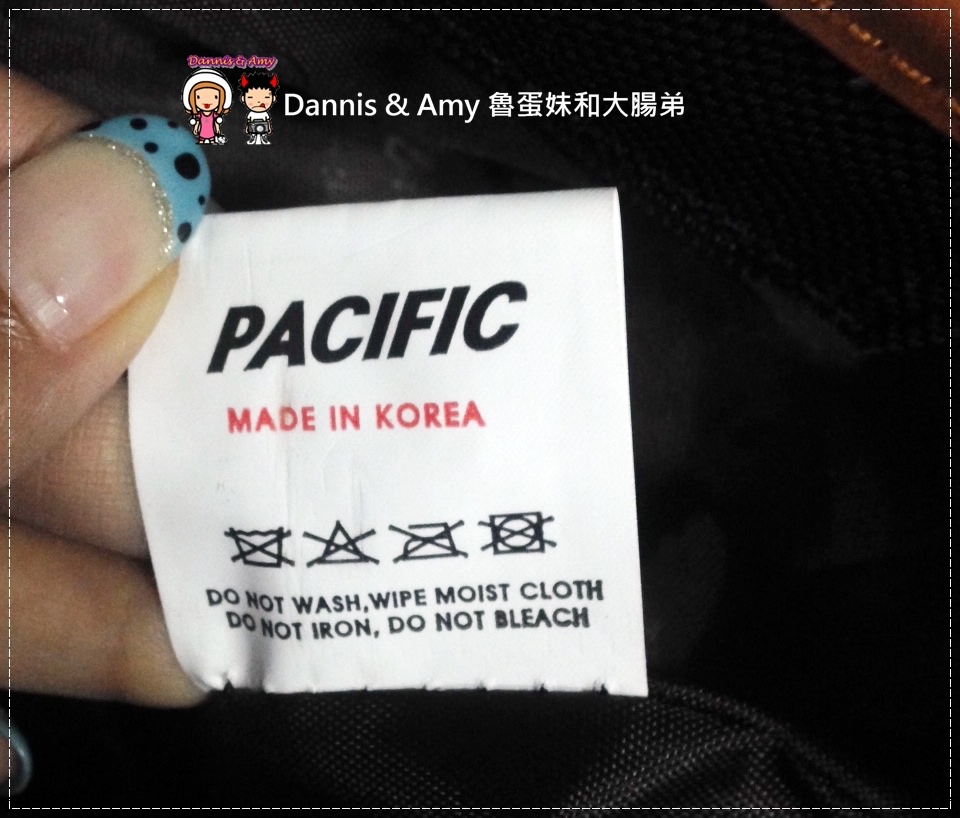 Dannis & Amy
Dannis & Amy 魯蛋妹和大腸弟
PACIFIC
MADE IN KOREA
DO NOT WASH,WIPE MOIST CLOTH
DO NOT IRON, DO NOT BLEACH